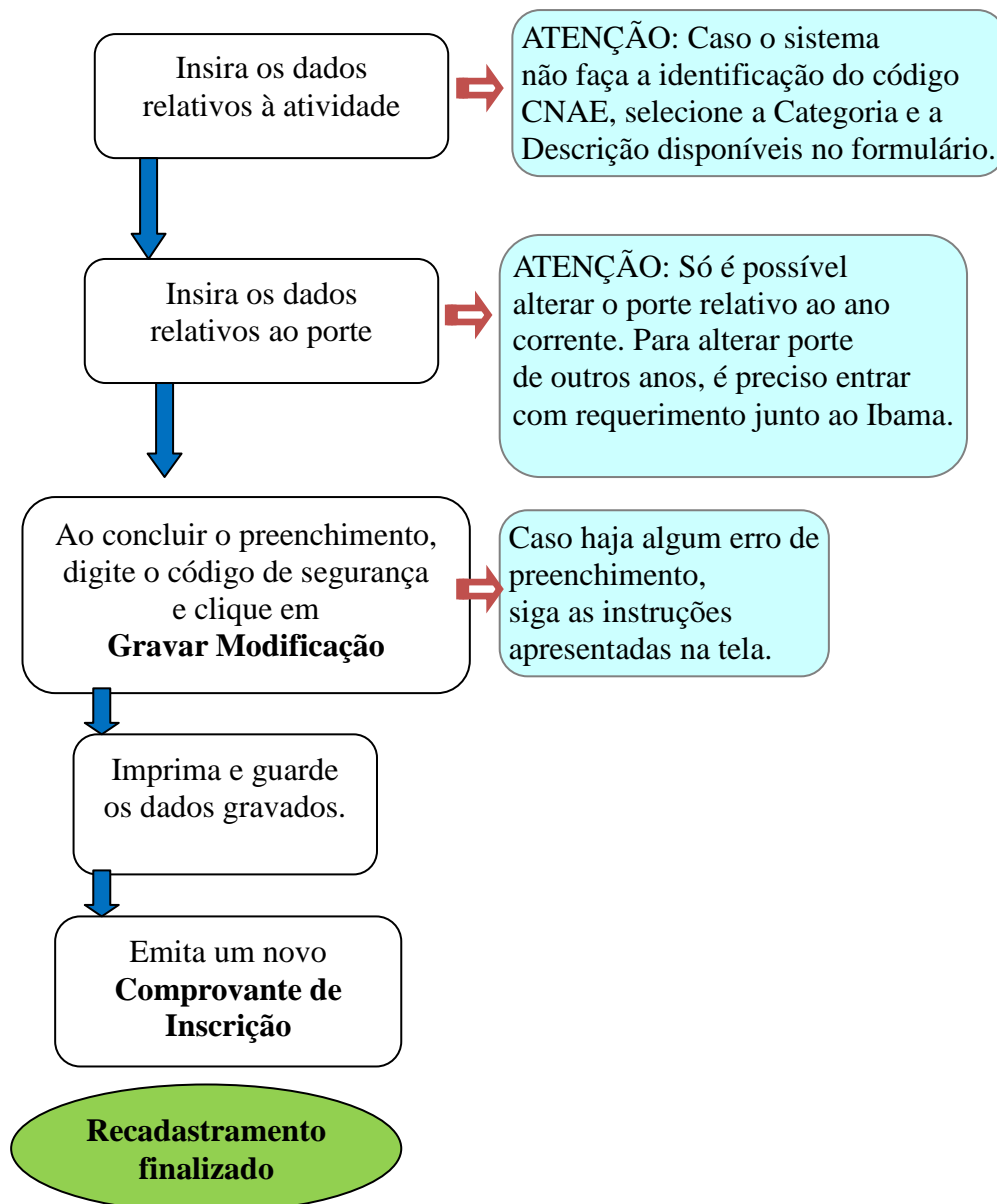 Insira os dados
relativos à atividade
ATENÇÃO: Caso o sistema
não faça a identificação do código
CNAE, selecione a Categoria e a
Descrição disponíveis no formulário.
Insira os dados
relativos ao porte
ATENÇÃO: Só é possível
alterar o porte relativo ao ano
corrente. Para alterar porte
de outros anos, é preciso entrar
com requerimento junto ao Ibama.
Ao concluir o preenchimento,
digite o código de segurança
e clique em
Gravar Modificação
Caso haja algum erro de
preenchimento,
siga as instruções
apresentadas na tela.
Imprima e guarde
os dados gravados.
Emita um novo
Comprovante de
Inscrição
Recadastramento
finalizado